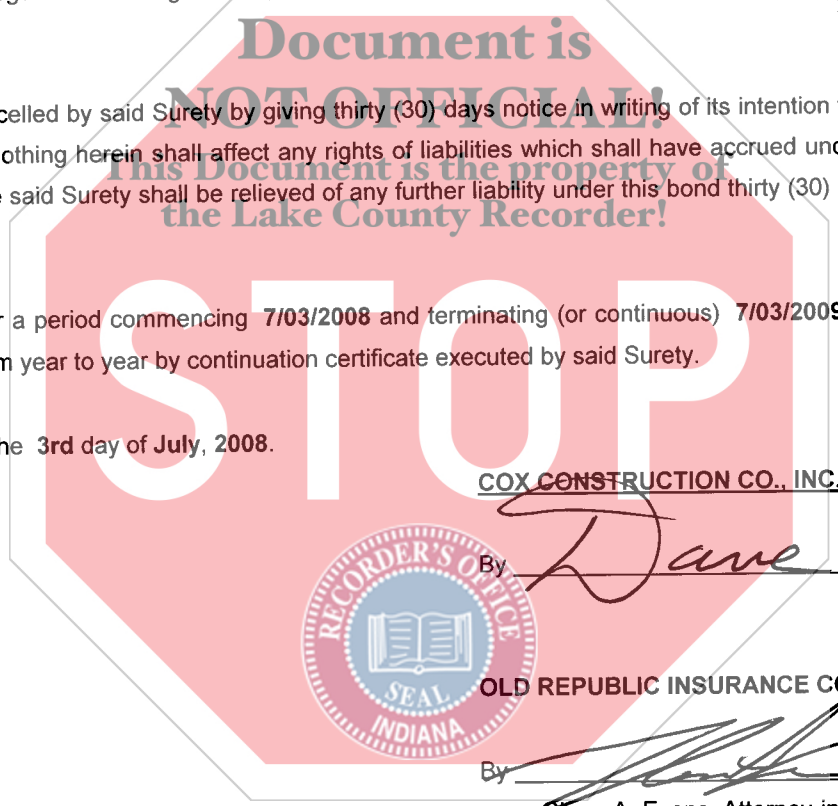 Document is
NOT OFFICIAL!
This Document is the property of
the Lake County Recorder!
STOP
celled by said Surety by giving thirty (30) days notice in writing of its intention
othing herein shall affect any rights of liabilities which shall have accrued und
said Surety shall be relieved of any further liability under this bond thirty (30)
a period commencing 7/03/2008 and terminating (or continuous) 7/03/2009
m year to year by continuation certificate executed by said Surety.
he 3rd day of July, 2008.
COX CONSTRUCTION CO., INC.
By Dave
RECORDER'S OFFICE
SEAL
INDIANA
OLD REPUBLIC INSURANCE CO
By